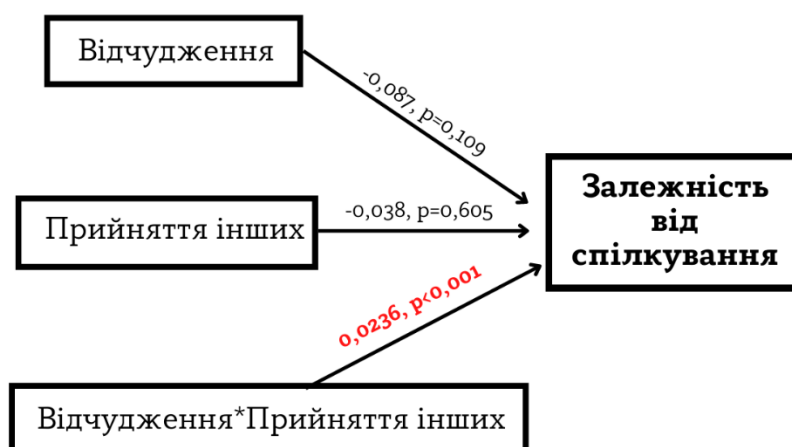 Відчудження
-0,087, p=0,109
Прийняття інших
-0,038, p=0,605
Залежність
від
спілкування
0,0236, p<0,001
Відчудження*Прийняття інших